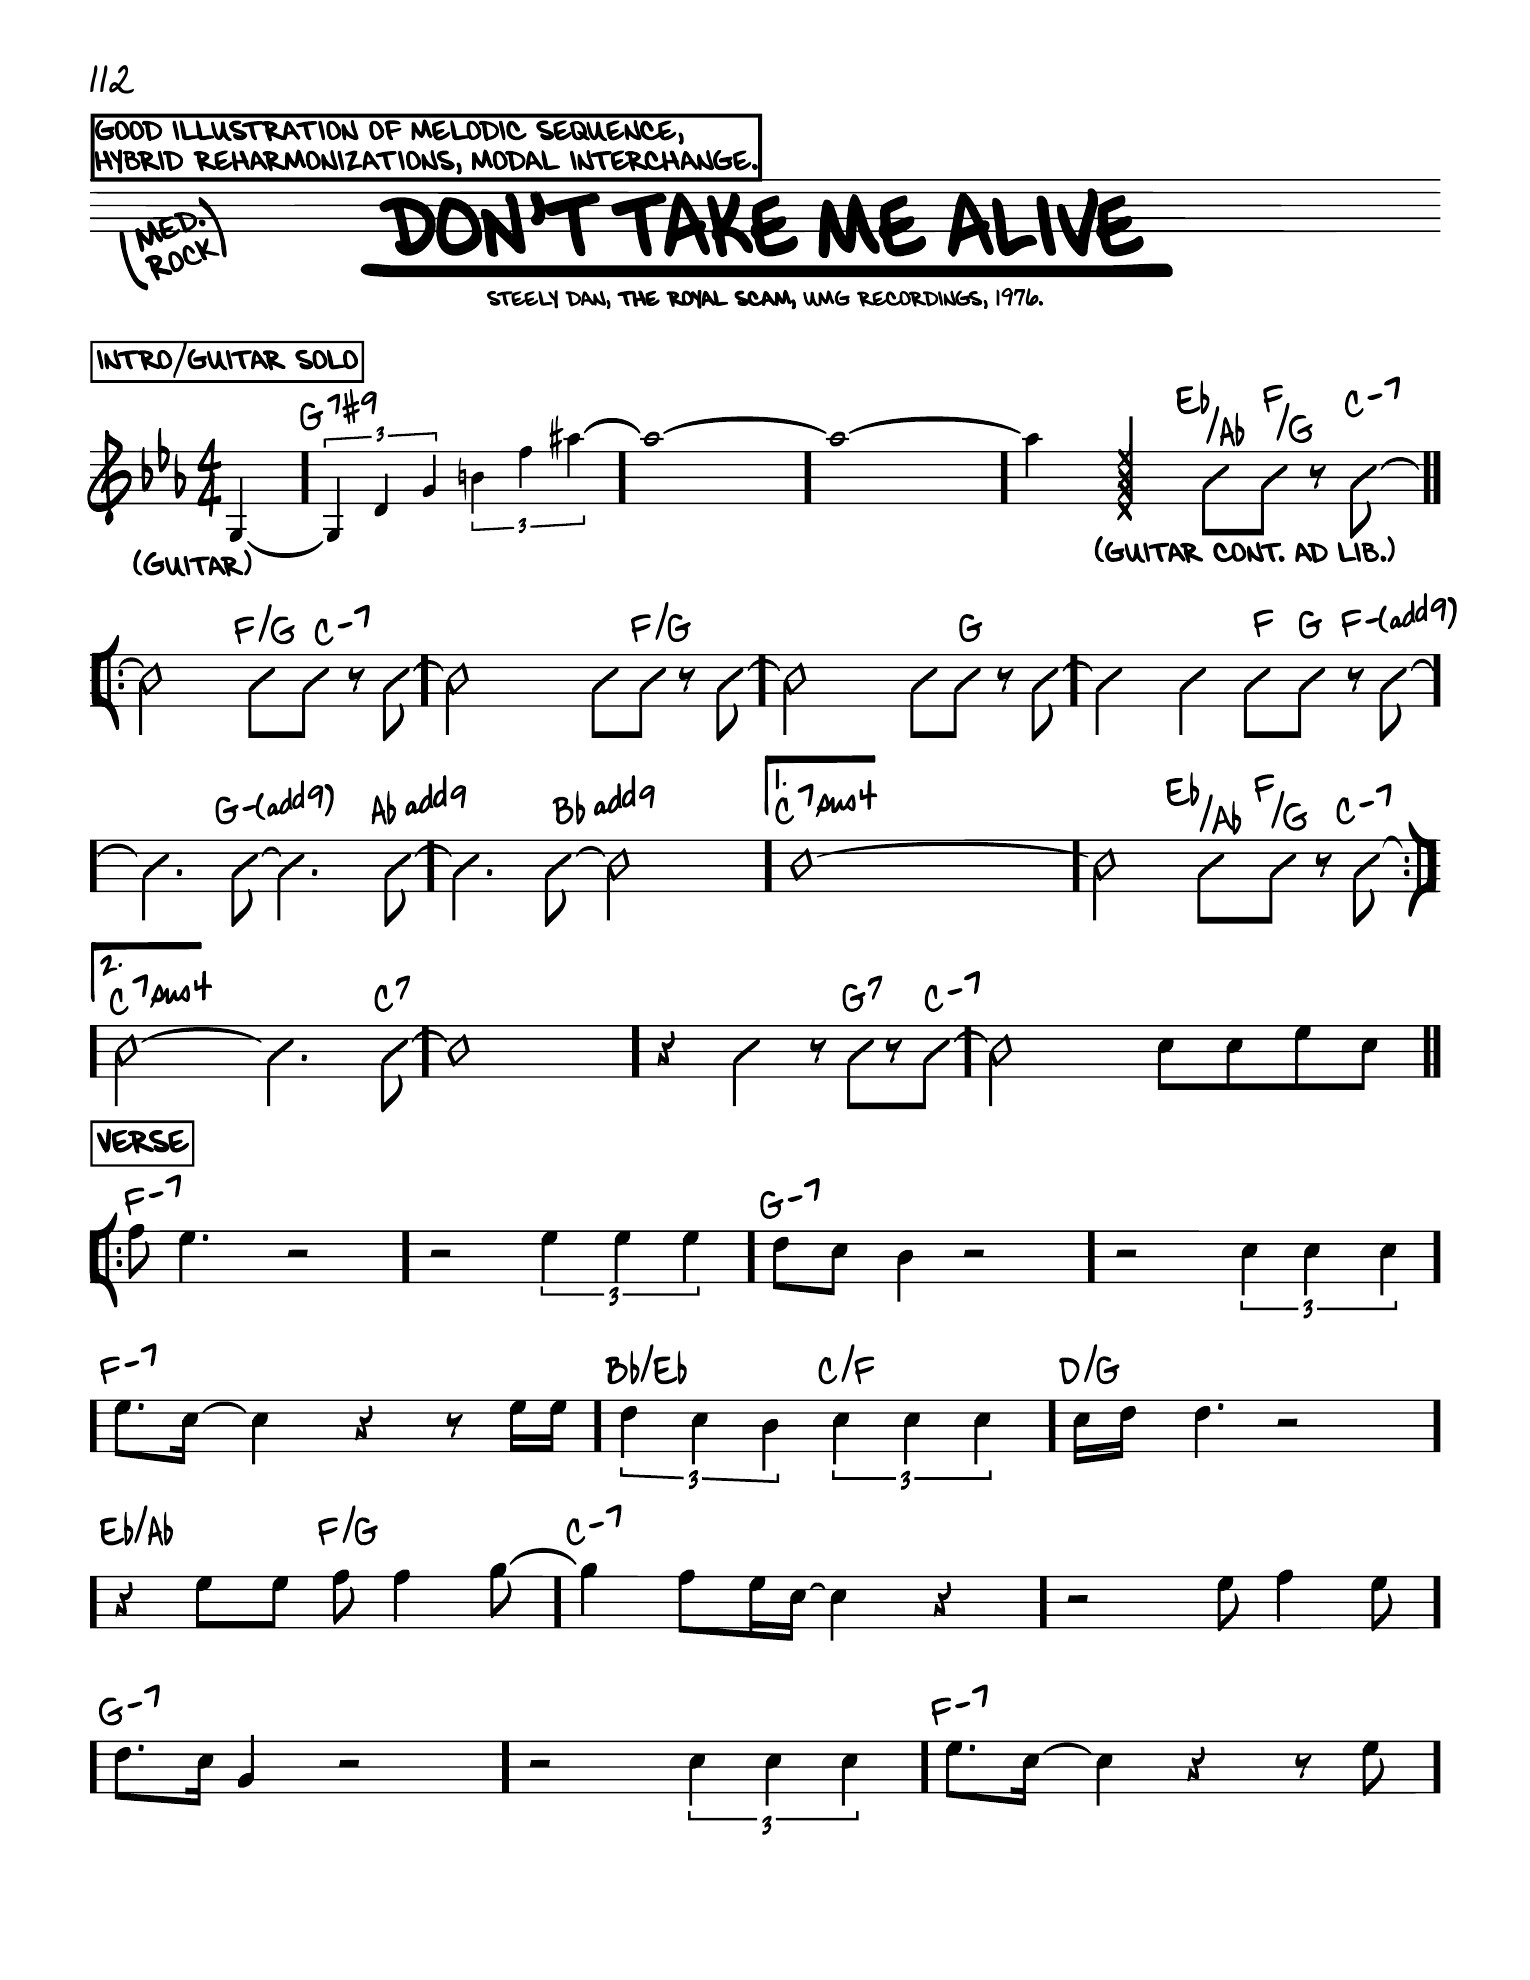 112
GOOD ILLUSTRATION OF MELODIC SEQUENCE,
HYBRID REHARMONIZATIONS, MODAL INTERCHANGE.
(MED. ROCK)
DON'T TAKE ME ALIVE
STEELY DAN, THE ROYAL SCAM, UMG RECORDINGS, 1976.
INTRO/GUITAR SOLO
G7#9 Eb/Ab F/G C-7
3
4 4
3
(GUITAR) (GUITAR CONT. AD LIB.)
F/G C-7 F/G G F G F-(add9)
G-(add9) Ab add9 Bb add9 1. C7sus4 Eb/Ab F/G C-7
2.
C7sus4 C7 G7 C-7
VERSE
F-7 G-7
3 3
F-7 Bb/Eb C/F D/G
3 3
Eb/Ab F/G C-7
G-7 F-7
3